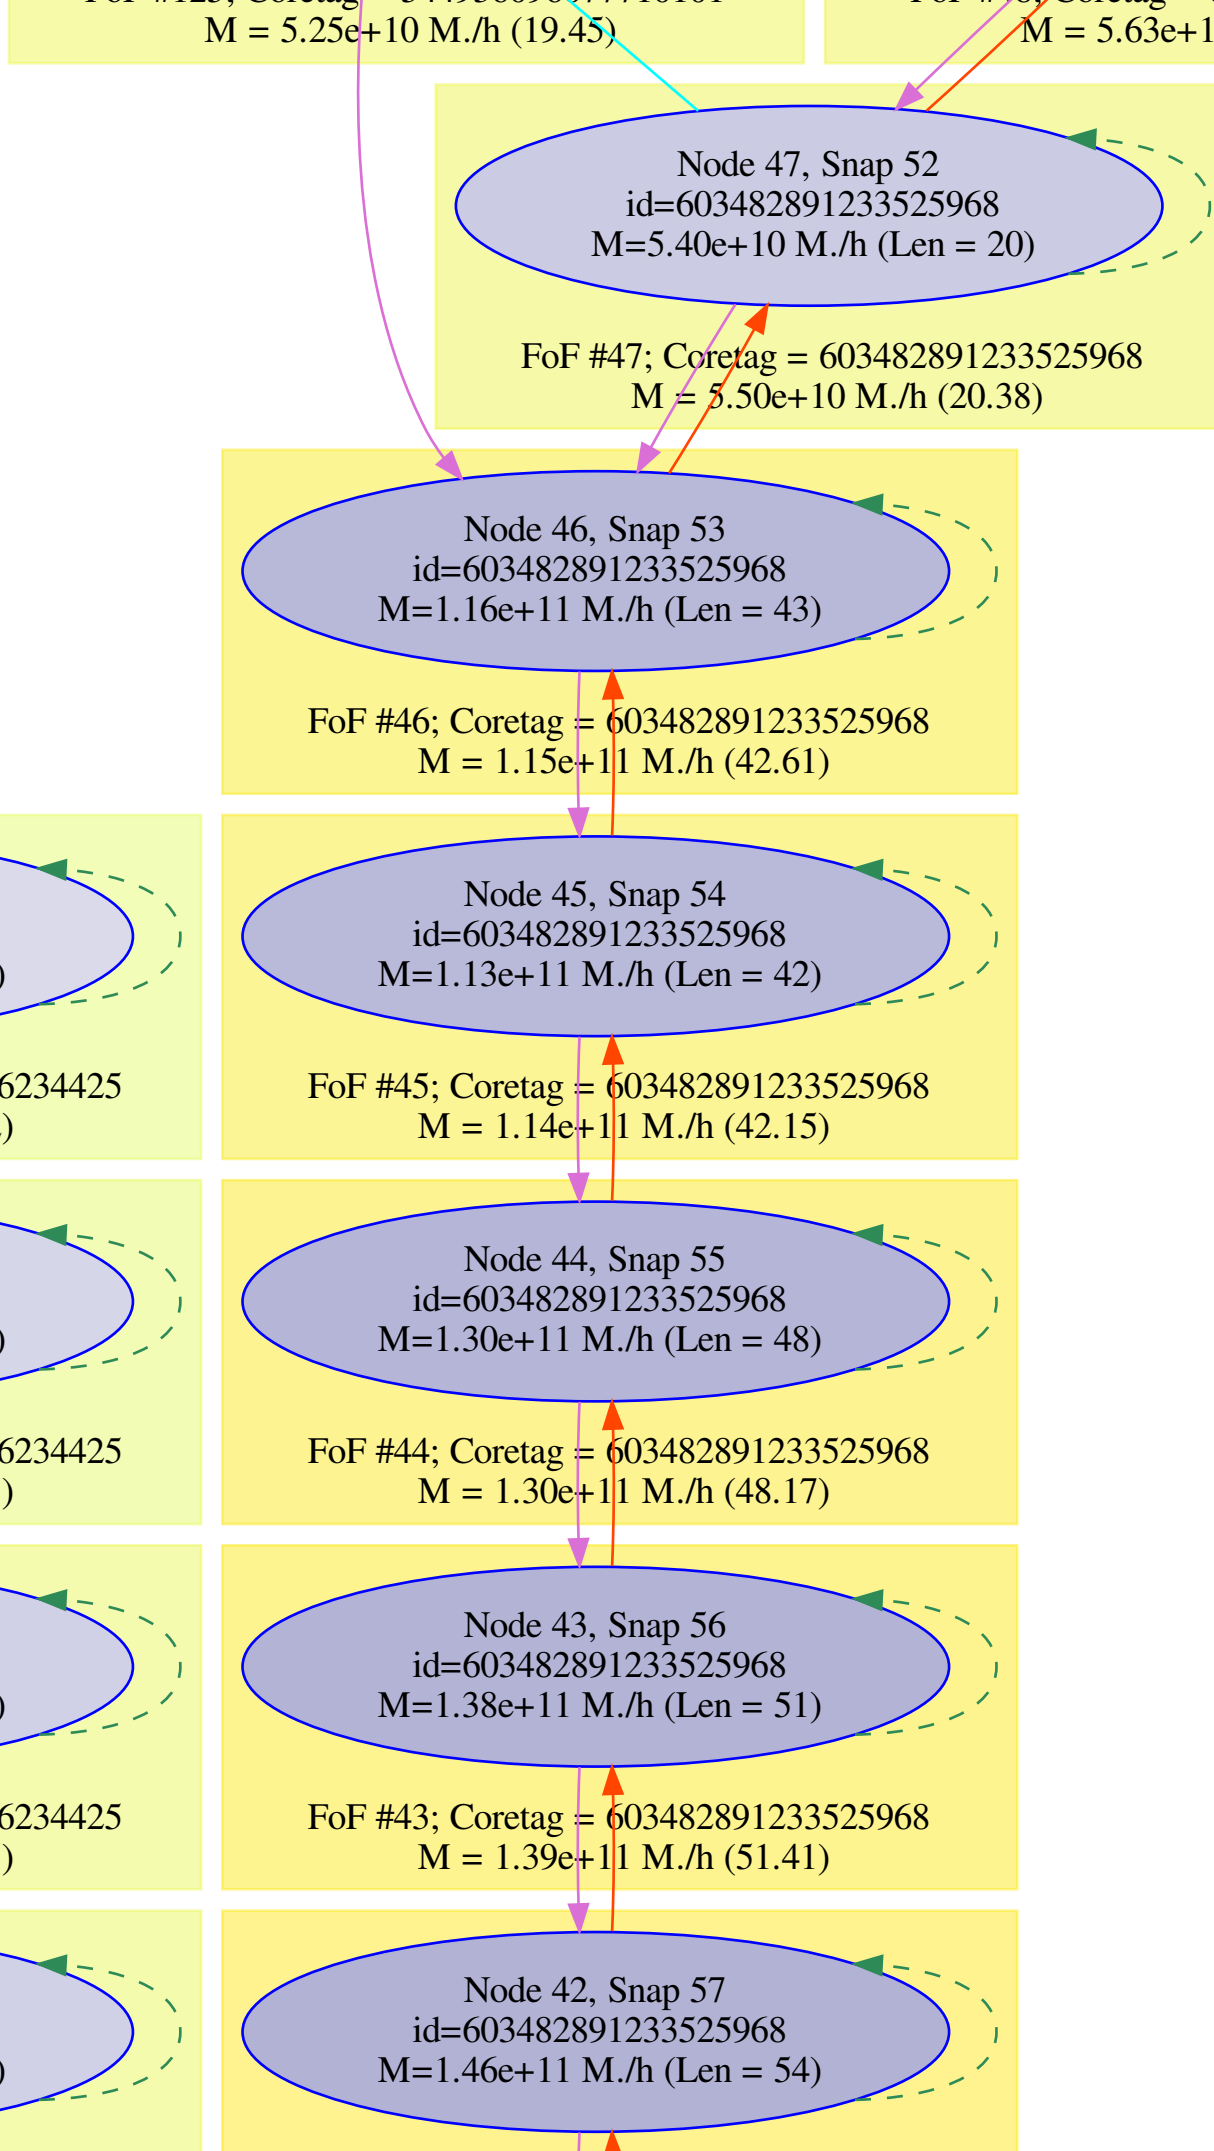 M = 5.25e+10 M./h (19.45)
M = 5.63e+1
Node 47, Snap 52
id=603482891233525968
M=5.40e+10 M./h (Len = 20)
FoF #47; Coretag = 603482891233525968
M = 5.50e+10 M./h (20.38)
Node 46, Snap 53
id=603482891233525968
M=1.16e+11 M./h (Len = 43)
FoF #46; Coretag = 603482891233525968
M = 1.15e+11 M./h (42.61)
Node 45, Snap 54
id=603482891233525968
M=1.13e+11 M./h (Len = 42)
)
6234425
)
FoF #45; Coretag = 603482891233525968
M = 1.14e+11 M./h (42.15)
Node 44, Snap 55
id=603482891233525968
M=1.30e+11 M./h (Len = 48)
)
6234425
)
FoF #44; Coretag = 603482891233525968
M = 1.30e+11 M./h (48.17)
Node 43, Snap 56
id=603482891233525968
M=1.38e+11 M./h (Len = 51)
)
6234425
)
FoF #43; Coretag = 603482891233525968
M = 1.39e+11 M./h (51.41)
Node 42, Snap 57
id=603482891233525968
M=1.46e+11 M./h (Len = 54)
)